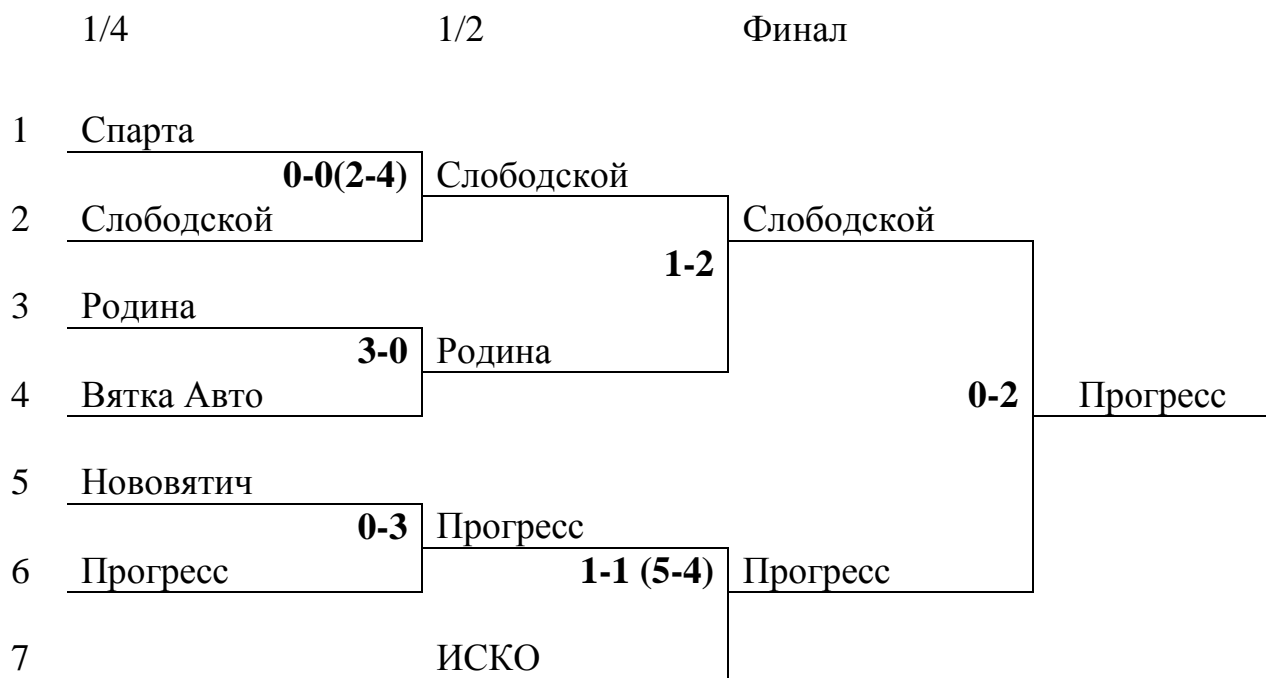 1/4 1/2 Финал
1 Спарта
0-0(2-4) Слободской
2 Слободской Слободской
1-2
3 Родина
3-0 Родина
4 Вятка Авто 0-2 Прогресс
5 Нововятич
0-3 Прогресс
6 Прогресс 1-1 (5-4) Прогресс
7 ИСКО